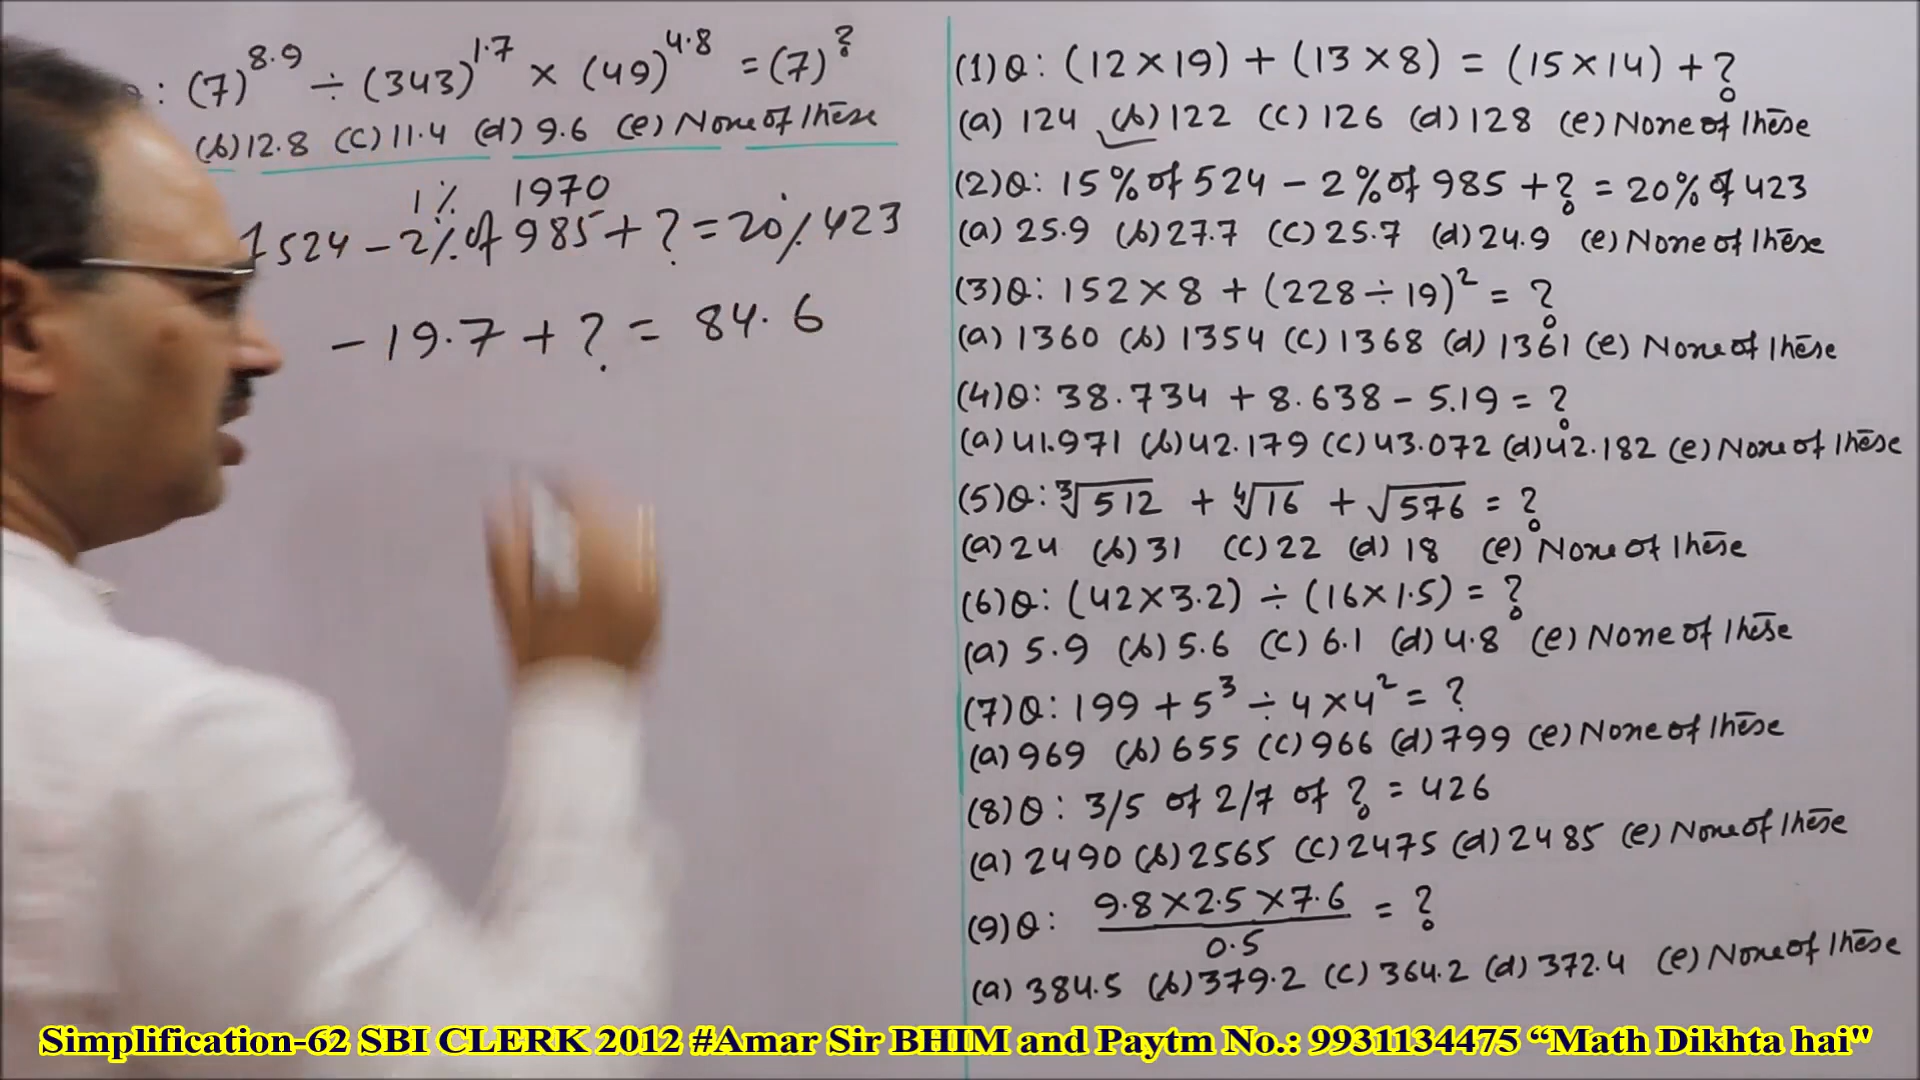 : (7)^8.9 ÷ (343)^1.7 × (49)^4.8 = (7)^?
(b) 12.8 (c) 11.4 (d) 9.6 (e) None of these
1% 1970
524 - 2% of 985 + ? = 20% 423
- 19.7 + ? = 84.6
(1) Q: (12 × 19) + (13 × 8) = (15 × 14) + ?
(a) 124 (b) 122 (c) 126 (d) 128 (e) None of these
(2) Q: 15% of 524 - 2% of 985 + ? = 20% of 423
(a) 25.9 (b) 27.7 (c) 25.7 (d) 24.9 (e) None of these
(3) Q: 152 × 8 + (228 ÷ 19)² = ?
(a) 1360 (b) 1354 (c) 1368 (d) 1361 (e) None of these
(4) Q: 38.734 + 8.638 - 5.19 = ?
(a) 41.971 (b) 42.179 (c) 43.072 (d) 42.182 (e) None of these
(5) Q: ∛512 + ∜16 + √576 = ?
(a) 24 (b) 31 (c) 22 (d) 18 (e) None of these
(6) Q: (42 × 3.2) ÷ (16 × 1.5) = ?
(a) 5.9 (b) 5.6 (c) 6.1 (d) 4.8 (e) None of these
(7) Q: 199 + 5³ ÷ 4 × 4² = ?
(a) 969 (b) 655 (c) 966 (d) 799 (e) None of these
(8) Q: 3/5 of 2/7 of ? = 426
(a) 2490 (b) 2565 (c) 2475 (d) 2485 (e) None of these
(9) Q: 9.8 × 2.5 × 7.6 / 0.5 = ?
(a) 384.5 (b) 379.2 (c) 364.2 (d) 372.4 (e) None of these
Simplification-62 SBI CLERK 2012 #Amar Sir BHIM and Paytm No.: 9931134475 “Math Dikhta hai"